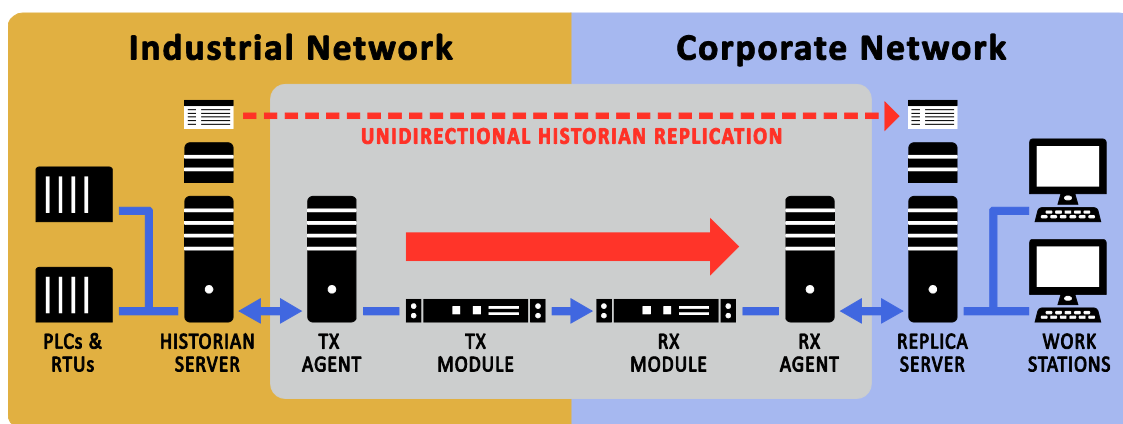 Industrial Network
Corporate Network
UNIDIRECTIONAL HISTORIAN REPLICATION
PLCs &
RTUs
HISTORIAN
SERVER
TX
AGENT
TX
MODULE
RX
MODULE
RX
AGENT
REPLICA
SERVER
WORK
STATIONS